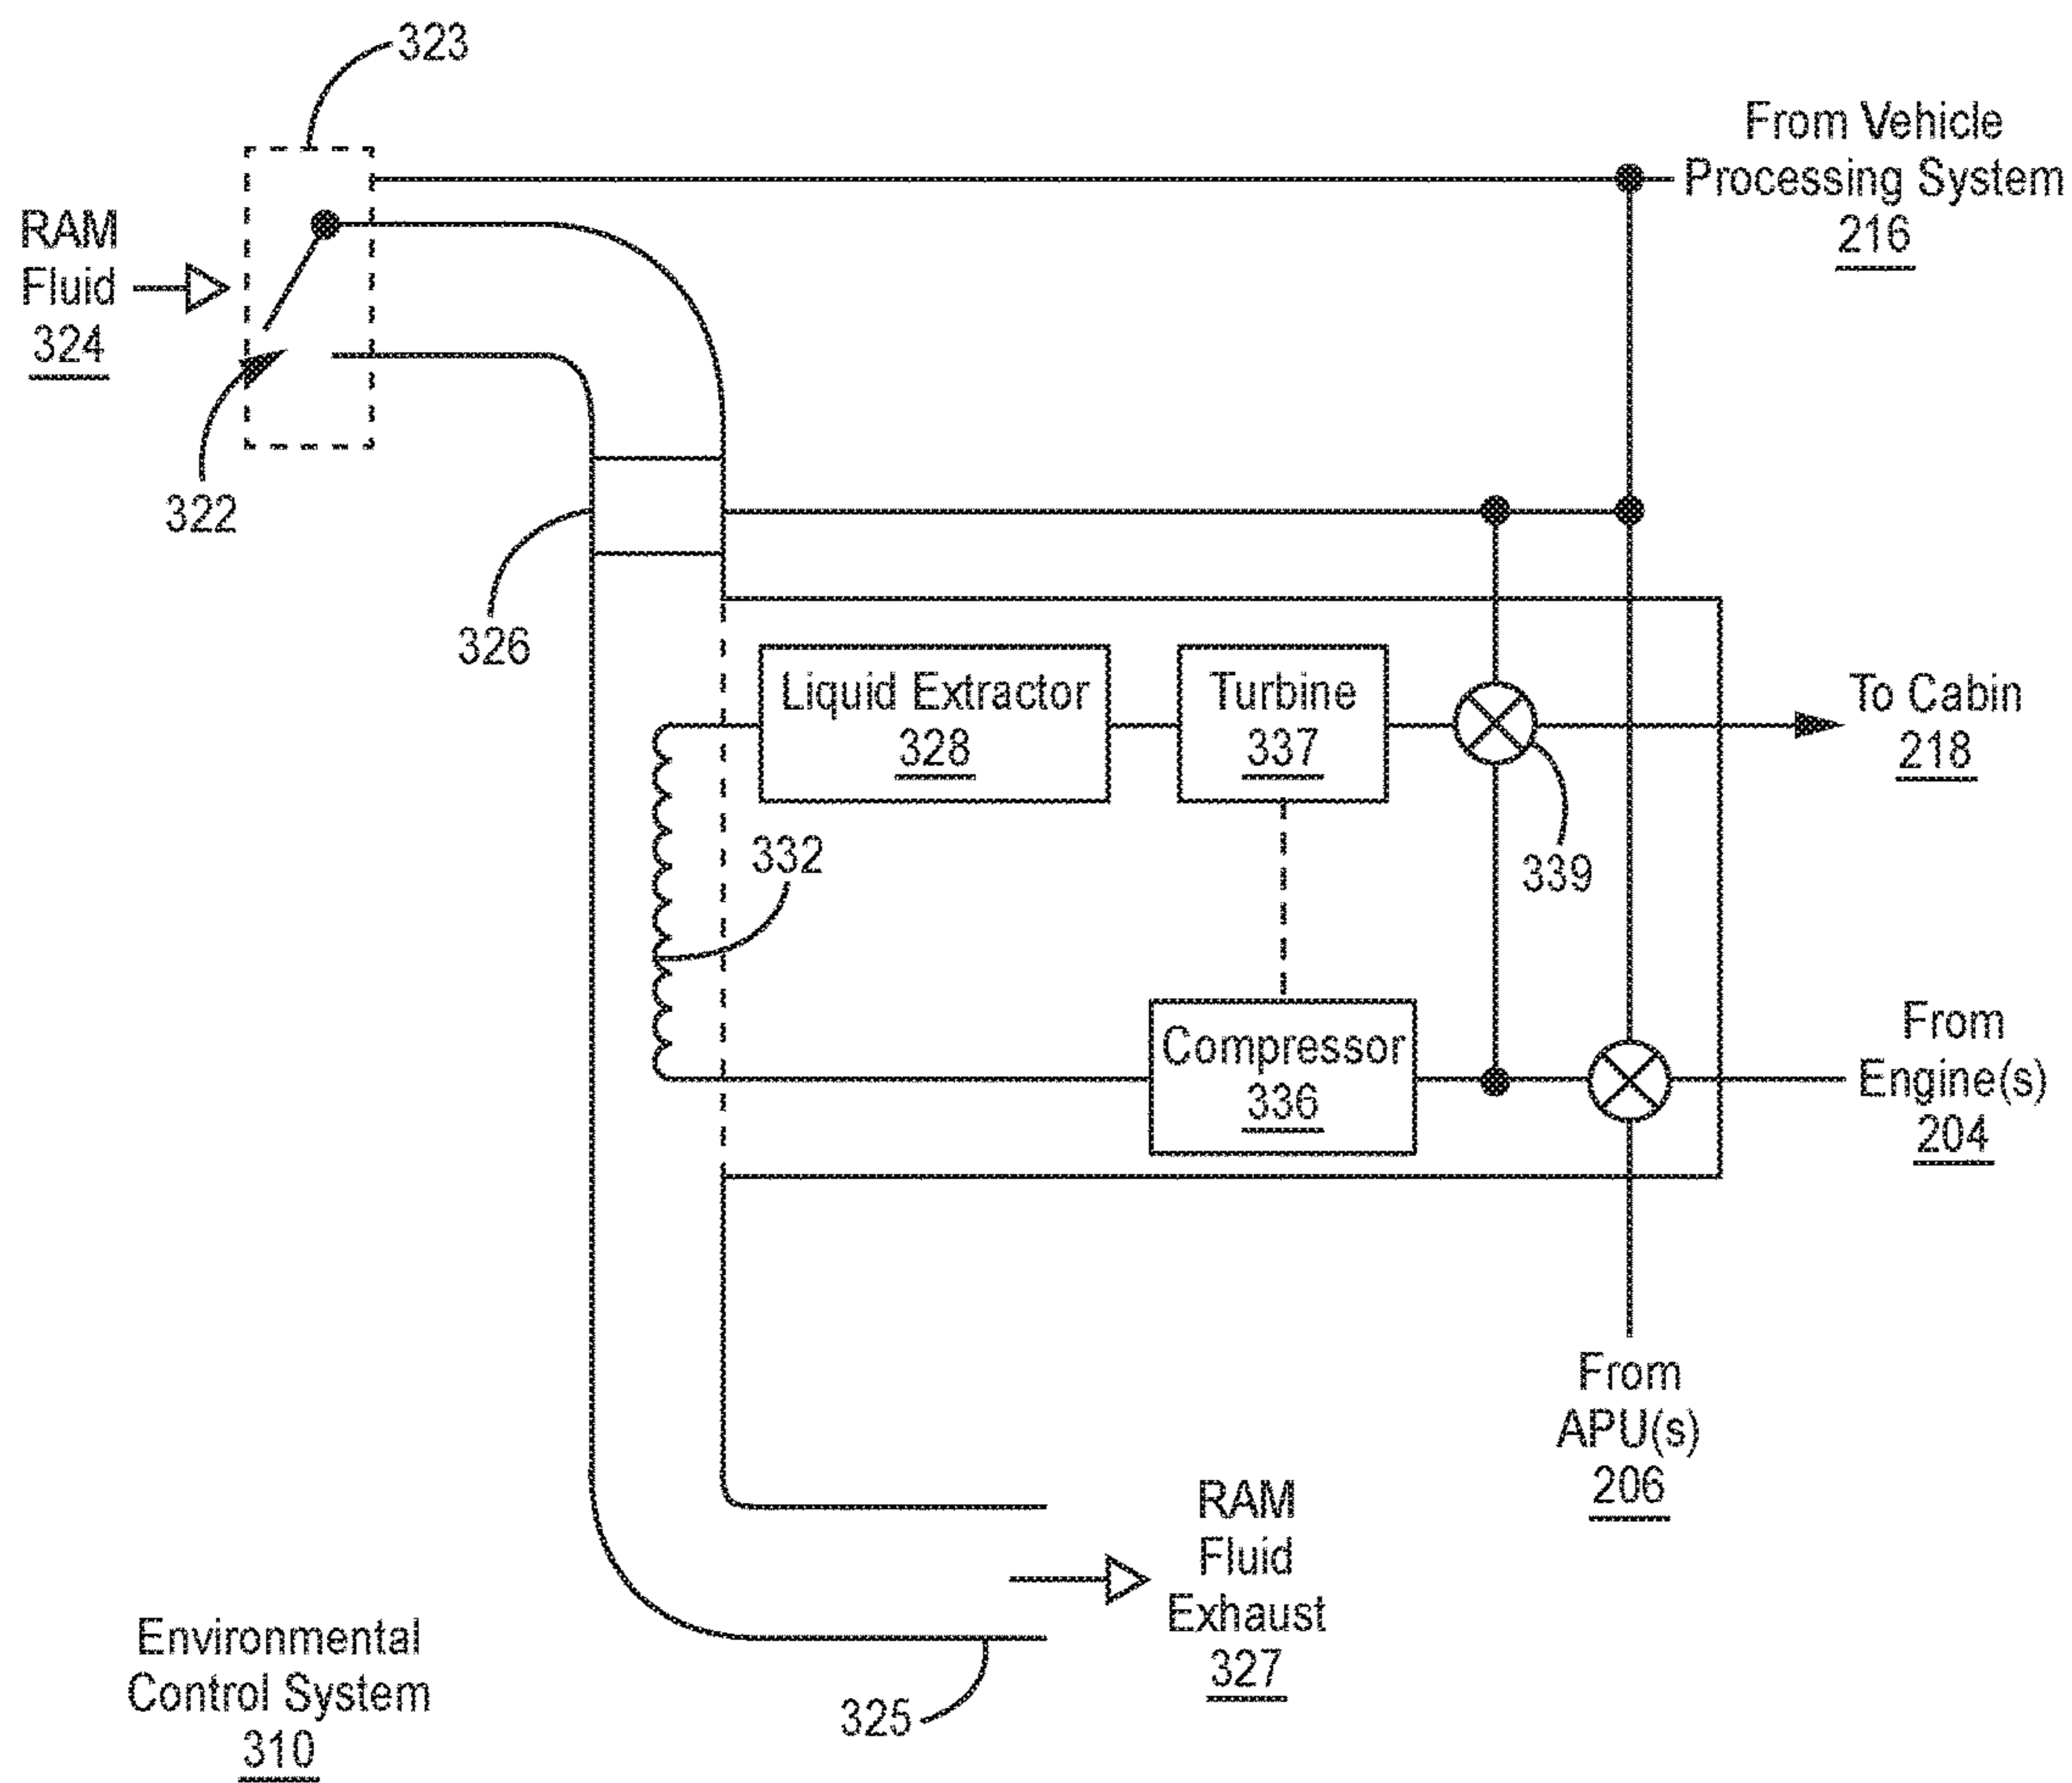 323
From Vehicle
Processing System
216
RAM
Fluid
324
322
326
Liquid Extractor
328
Turbine
337
To Cabin
218
332
339
Compressor
336
From
Engine(s)
204
From
APU(s)
206
RAM
Fluid
Exhaust
327
325
Environmental
Control System
310